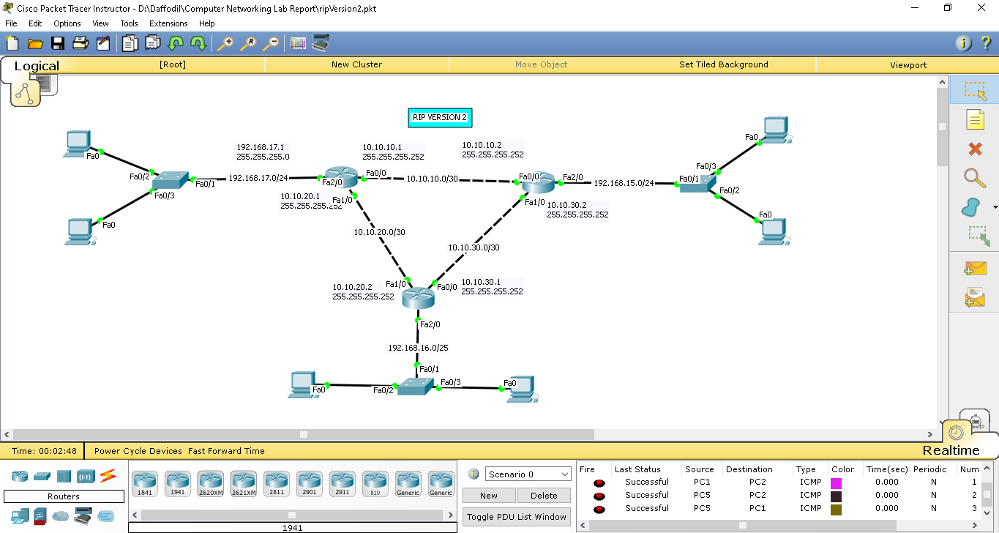 Cisco Packet Tracer Instructor - D:\Daffodil\Computer Networking Lab Report\ripVersion2.pkt
File Edit Options View Tools Extensions Help
Logical [Root] New Cluster Move Object Set Tiled Background Viewport
RIP VERSION 2
192.168.17.1
255.255.255.0
10.10.10.1
255.255.255.252
10.10.10.2
255.255.255.252
Fa0
Fa0/2
Fa0/3
Fa0
Fa0/1
192.168.17.0/24
Fa2/0
Fa0/0
10.10.10.0/30
Fa0/0
Fa2/0
192.168.15.0/24
Fa0/1
Fa0/3
Fa0
Fa0/2
Fa0
10.10.20.1
255.255.255.252
Fa1/0
Fa1/0
10.10.30.2
255.255.255.252
10.10.20.0/30
10.10.30.0/30
10.10.20.2
255.255.255.252
Fa1/0
Fa0/0
10.10.30.1
255.255.255.252
Fa2/0
192.168.16.0/25
Fa0/1
Fa0
Fa0/2
Fa0/3
Fa0
Time: 00:02:48 Power Cycle Devices Fast Forward Time Realtime
Routers
1841 1941 2620XM 2621XM 2811 2901 2911 819 Generic Generic
1941
Scenario 0
New Delete
Toggle PDU List Window
Fire Last Status Source Destination Type Color Time(sec) Periodic Num
Successful PC1 PC2 ICMP 0.000 N 1
Successful PC5 PC2 ICMP 0.000 N 2
Successful PC5 PC1 ICMP 0.000 N 3